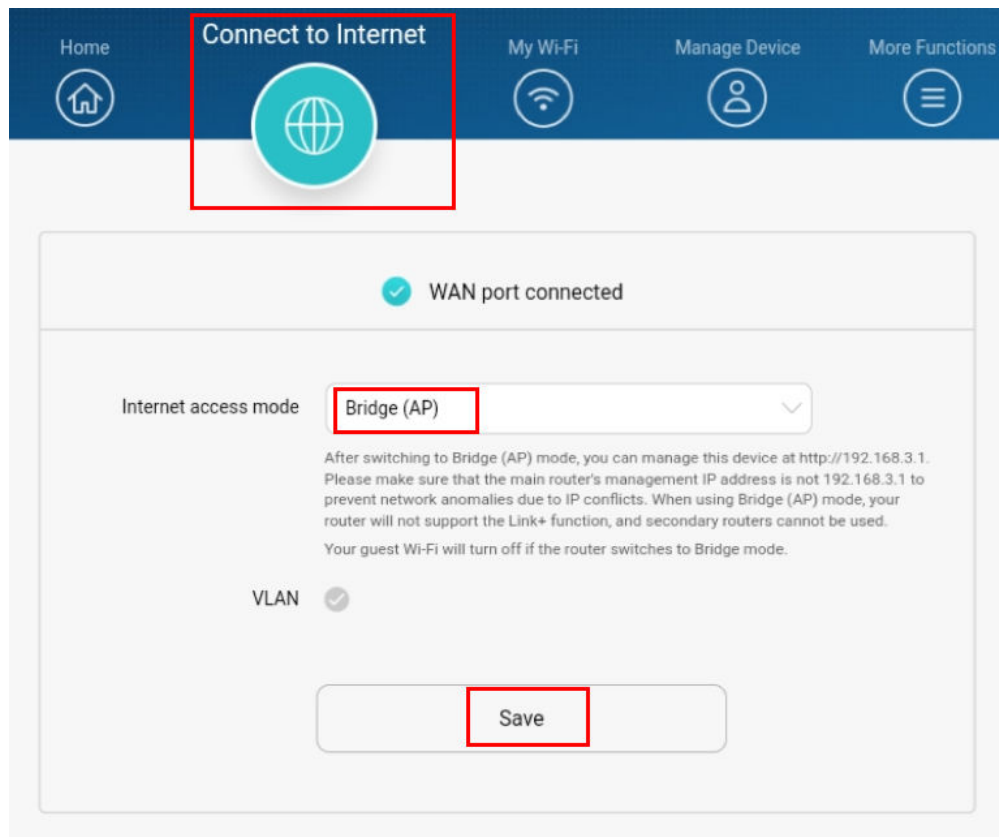 Home
Connect to Internet
My Wi-Fi
Manage Device
More Functions
WAN port connected
Internet access mode
Bridge (AP)
After switching to Bridge (AP) mode, you can manage this device at http://192.168.3.1.
Please make sure that the main router's management IP address is not 192.168.3.1 to
prevent network anomalies due to IP conflicts. When using Bridge (AP) mode, your
router will not support the Link+ function, and secondary routers cannot be used.
Your guest Wi-Fi will turn off if the router switches to Bridge mode.
VLAN
Save